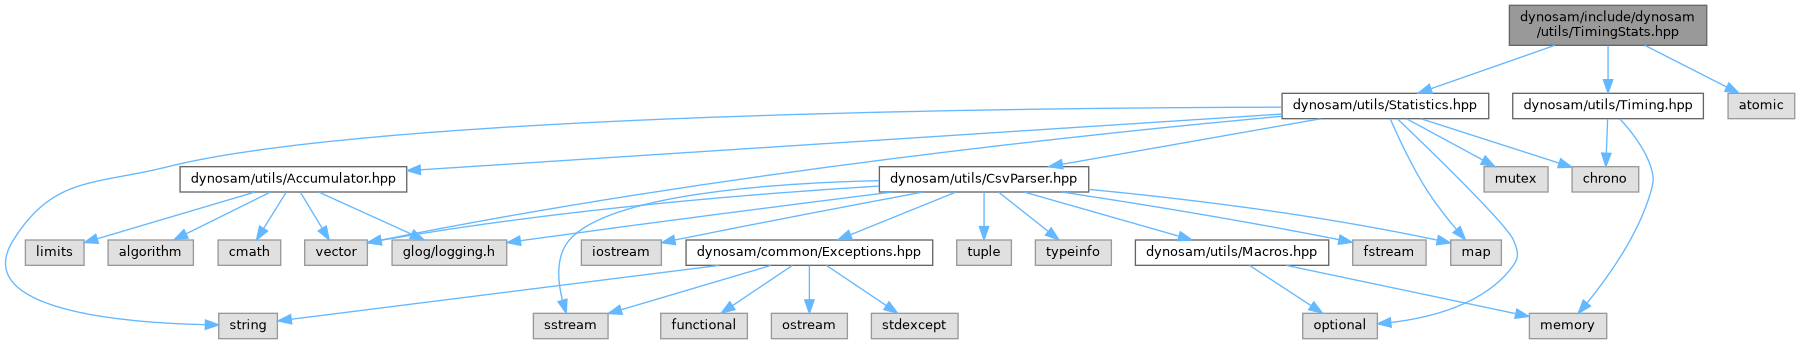 dynosam/include/dynosam
/utils/TimingStats.hpp
dynosam/utils/Statistics.hpp
dynosam/utils/Timing.hpp
atomic
dynosam/utils/Accumulator.hpp
dynosam/utils/CsvParser.hpp
mutex
chrono
limits
algorithm
cmath
vector
glog/logging.h
iostream
dynosam/common/Exceptions.hpp
tuple
typeinfo
dynosam/utils/Macros.hpp
fstream
map
string
sstream
functional
ostream
stdexcept
optional
memory